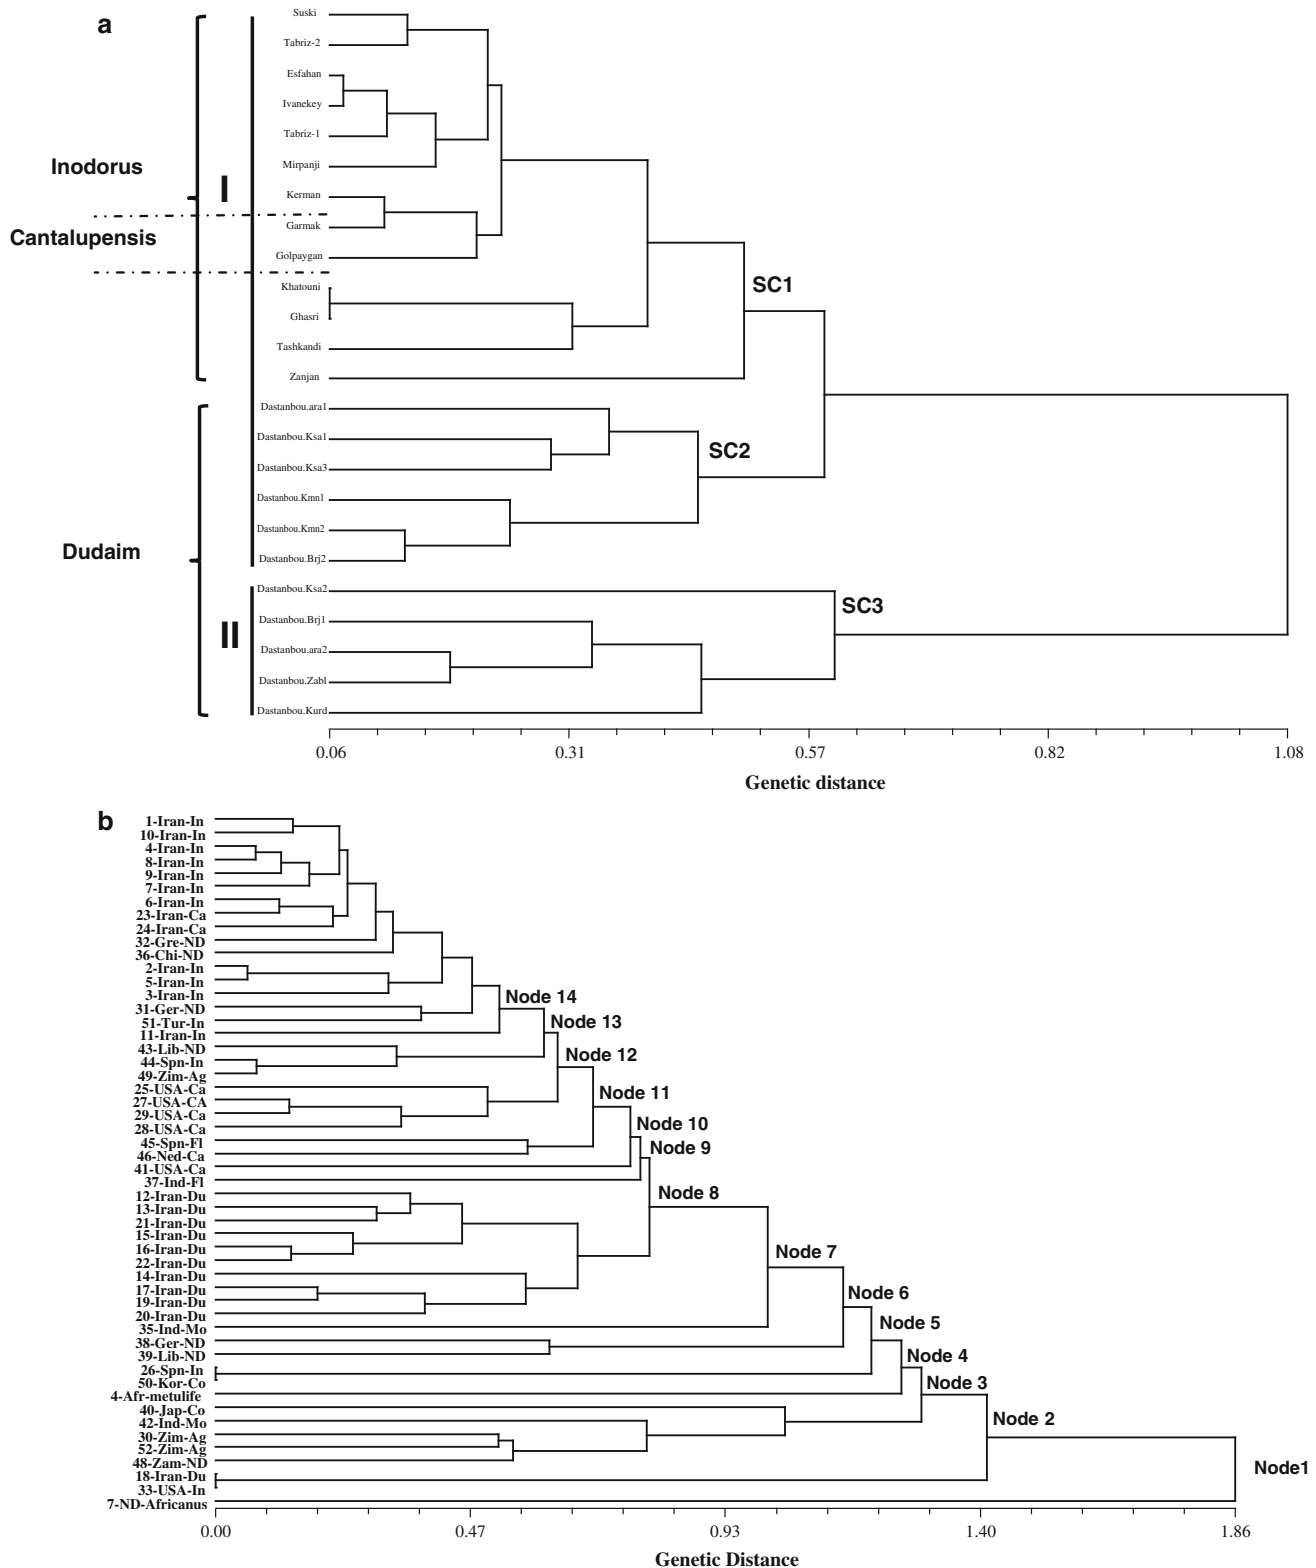 a
Suski
Tabriz-2
Esfahan
Ivanekey
Tabriz-1
Mirpanji
Kerman
Garmak
Golpaygan
Khatouni
Ghasri
Tashkandi
Zanjan
Dastanbou.ara1
Dastanbou.Ksa1
Dastanbou.Ksa3
Dastanbou.Kmn1
Dastanbou.Kmn2
Dastanbou.Brj2
Dastanbou.Ksa2
Dastanbou.Brj1
Dastanbou.ara2
Dastanbou.Zabl
Dastanbou.Kurd
Inodorus
Cantalupensis
Dudaim
I
II
SC1
SC2
SC3
0.06 0.31 0.57 0.82 1.08
Genetic distance
b
1-Iran-In
10-Iran-In
4-Iran-In
8-Iran-In
9-Iran-In
7-Iran-In
6-Iran-In
23-Iran-Ca
24-Iran-Ca
32-Gre-ND
36-Chi-ND
2-Iran-In
5-Iran-In
3-Iran-In
31-Ger-ND
51-Tur-In
11-Iran-In
43-Lib-ND
44-Spn-In
49-Zim-Ag
25-USA-Ca
27-USA-CA
29-USA-Ca
28-USA-Ca
45-Spn-Fl
46-Ned-Ca
41-USA-Ca
37-Ind-Fl
12-Iran-Du
13-Iran-Du
21-Iran-Du
15-Iran-Du
16-Iran-Du
22-Iran-Du
14-Iran-Du
17-Iran-Du
19-Iran-Du
20-Iran-Du
35-Ind-Mo
38-Ger-ND
39-Lib-ND
26-Spn-In
50-Kor-Co
4-Afr-metulife
40-Jap-Co
42-Ind-Mo
30-Zim-Ag
52-Zim-Ag
48-Zam-ND
18-Iran-Du
33-USA-In
7-ND-Africanus
Node 14
Node 13
Node 12
Node 11
Node 10
Node 9
Node 8
Node 7
Node 6
Node 5
Node 4
Node 3
Node 2
Node1
0.00 0.47 0.93 1.40 1.86
Genetic Distance